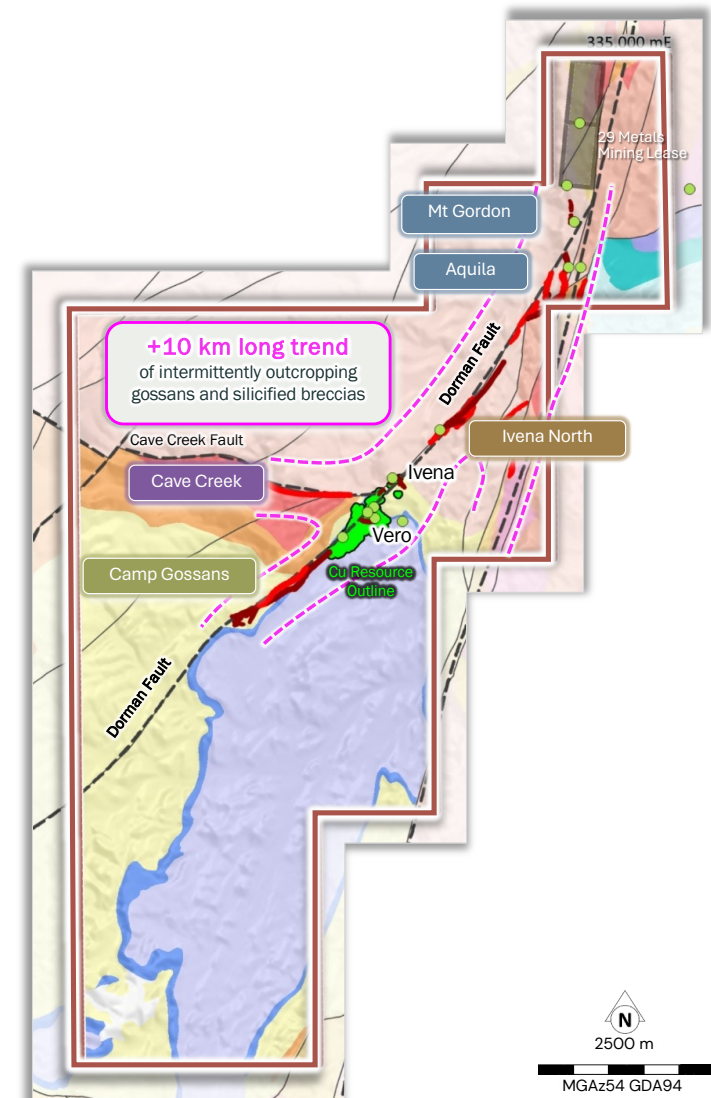 335 000 mE
29 Metals
Mining Lease
Mt Gordon
Aquila
+10 km long trend
of intermittently outcropping
gossans and silicified breccias
Dorman Fault
Ivena North
Cave Creek Fault
Ivena
Cave Creek
Vero
Camp Gossans
Cu Resource
Outline
Dorman Fault
N
2500 m
MGAz54 GDA94